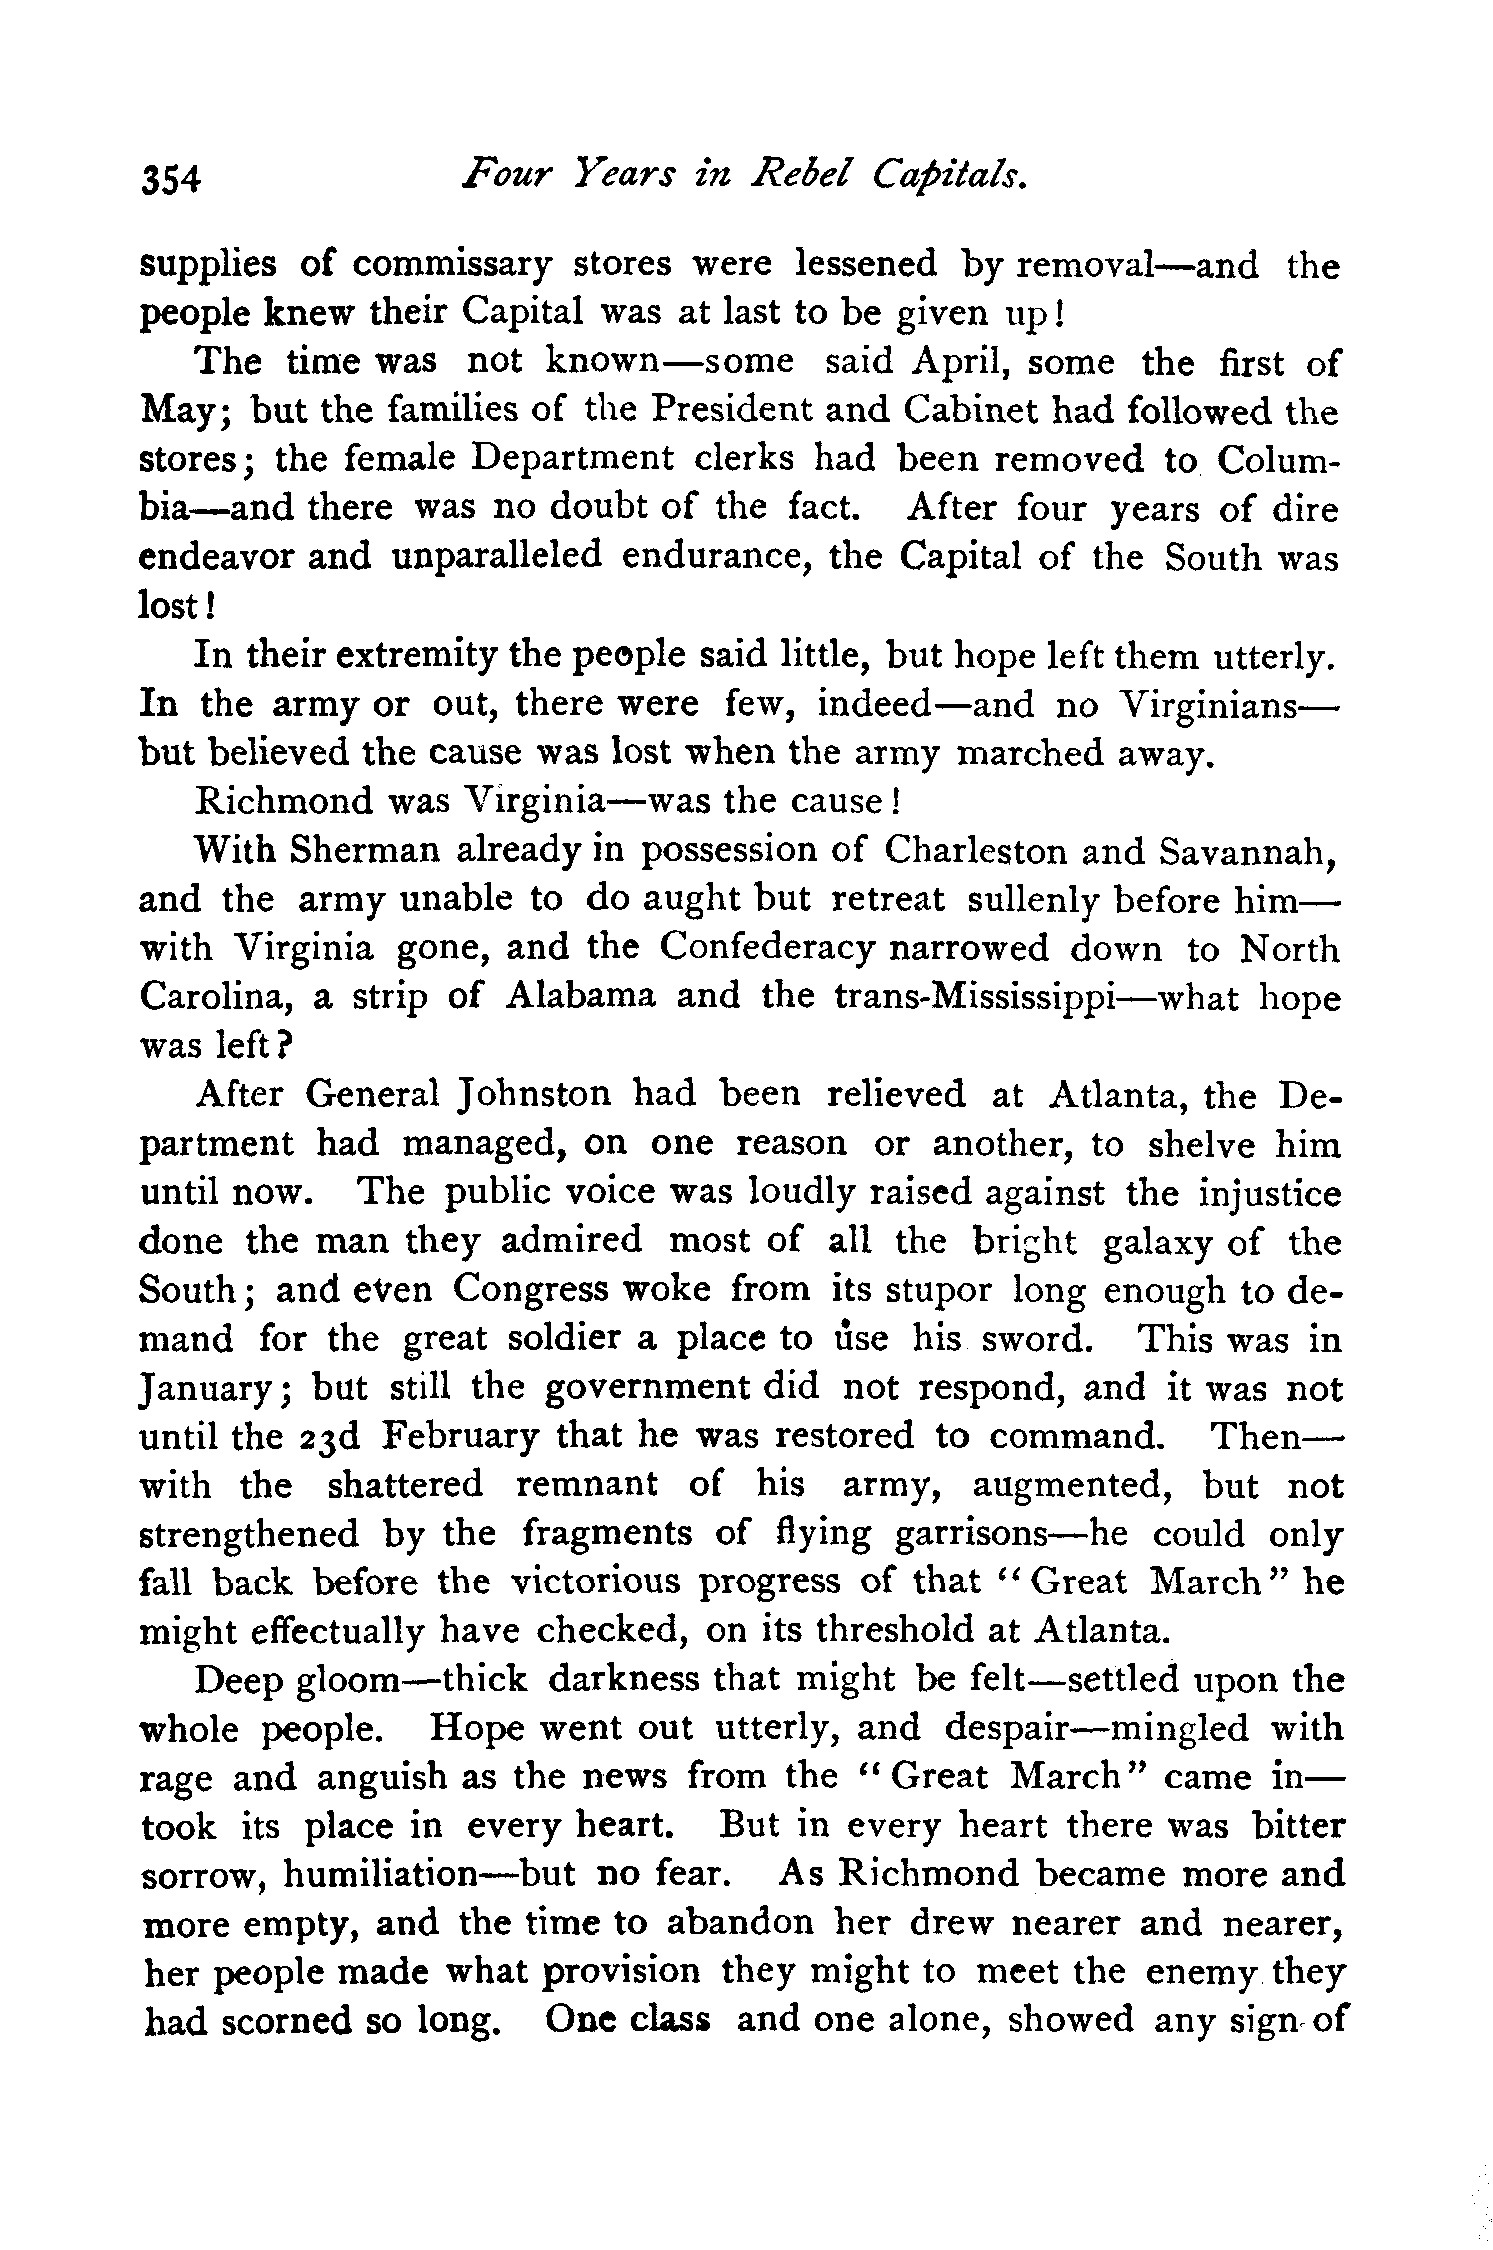 354 Four Years in Rebel Capitals.
supplies of commissary stores were lessened by removal—and the
people knew their Capital was at last to be given up!
The time was not known—some said April, some the first of
May; but the families of the President and Cabinet had followed the
stores; the female Department clerks had been removed to Colum-
bia—and there was no doubt of the fact. After four years of dire
endeavor and unparalleled endurance, the Capital of the South was
lost!
In their extremity the people said little, but hope left them utterly.
In the army or out, there were few, indeed—and no Virginians—
but believed the cause was lost when the army marched away.
Richmond was Virginia—was the cause!
With Sherman already in possession of Charleston and Savannah,
and the army unable to do aught but retreat sullenly before him—
with Virginia gone, and the Confederacy narrowed down to North
Carolina, a strip of Alabama and the trans-Mississippi—what hope
was left?
After General Johnston had been relieved at Atlanta, the De-
partment had managed, on one reason or another, to shelve him
until now. The public voice was loudly raised against the injustice
done the man they admired most of all the bright galaxy of the
South; and even Congress woke from its stupor long enough to de-
mand for the great soldier a place to use his sword. This was in
January; but still the government did not respond, and it was not
until the 23d February that he was restored to command. Then—
with the shattered remnant of his army, augmented, but not
strengthened by the fragments of flying garrisons—he could only
fall back before the victorious progress of that "Great March" he
might effectually have checked, on its threshold at Atlanta.
Deep gloom—thick darkness that might be felt—settled upon the
whole people. Hope went out utterly, and despair—mingled with
rage and anguish as the news from the "Great March" came in—
took its place in every heart. But in every heart there was bitter
sorrow, humiliation—but no fear. As Richmond became more and
more empty, and the time to abandon her drew nearer and nearer,
her people made what provision they might to meet the enemy they
had scorned so long. One class and one alone, showed any sign of